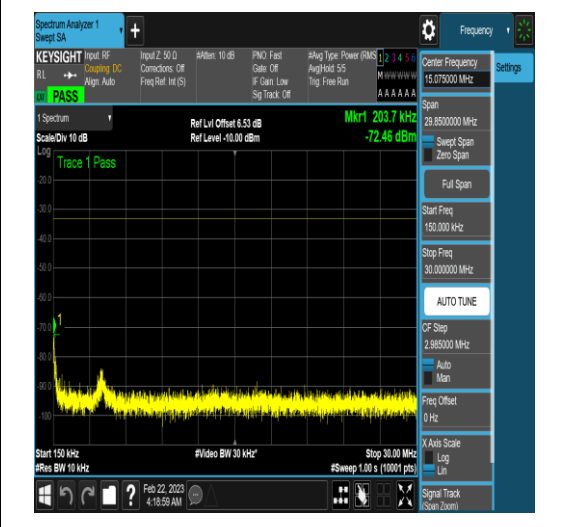 Spectrum Analyzer 1
Swept SA
+
Frequency
KEYSIGHT
RL
PASS
Input: RF
Coupling: DC
Align: Auto
Input Z: 50 Ω
Corrections: Off
Freq Ref: Int (S)
#Atten: 10 dB
PNO: Fast
Gate: Off
IF Gain: Low
Sig Track: Off
#Avg Type: Power (RMS
Avg|Hold: 5/5
Trig: Free Run
1 2 3 4 5 6
M W W W W W
A A A A A A
1 Spectrum
Scale/Div 10 dB
Ref Lvl Offset 6.53 dB
Ref Level -10.00 dBm
Mkr1 203.7 kHz
-72.46 dBm
Log
Trace 1 Pass
-20.0
-30.0
-40.0
-50.0
-60.0
-70.0
-80.0
-90.0
-100
1
Start 150 kHz
#Res BW 10 kHz
#Video BW 30 kHz*
Stop 30.00 MHz
#Sweep 1.00 s (10001 pts)
Feb 22, 2023
4:18:59 AM
?
Center Frequency
15.075000 MHz
Span
29.8500000 MHz
Swept Span
Zero Span
Full Span
Start Freq
150.000 kHz
Stop Freq
30.000000 MHz
AUTO TUNE
CF Step
2.985000 MHz
Auto
Man
Freq Offset
0 Hz
X Axis Scale
Log
Lin
Signal Track
(Span Zoom)
Settings